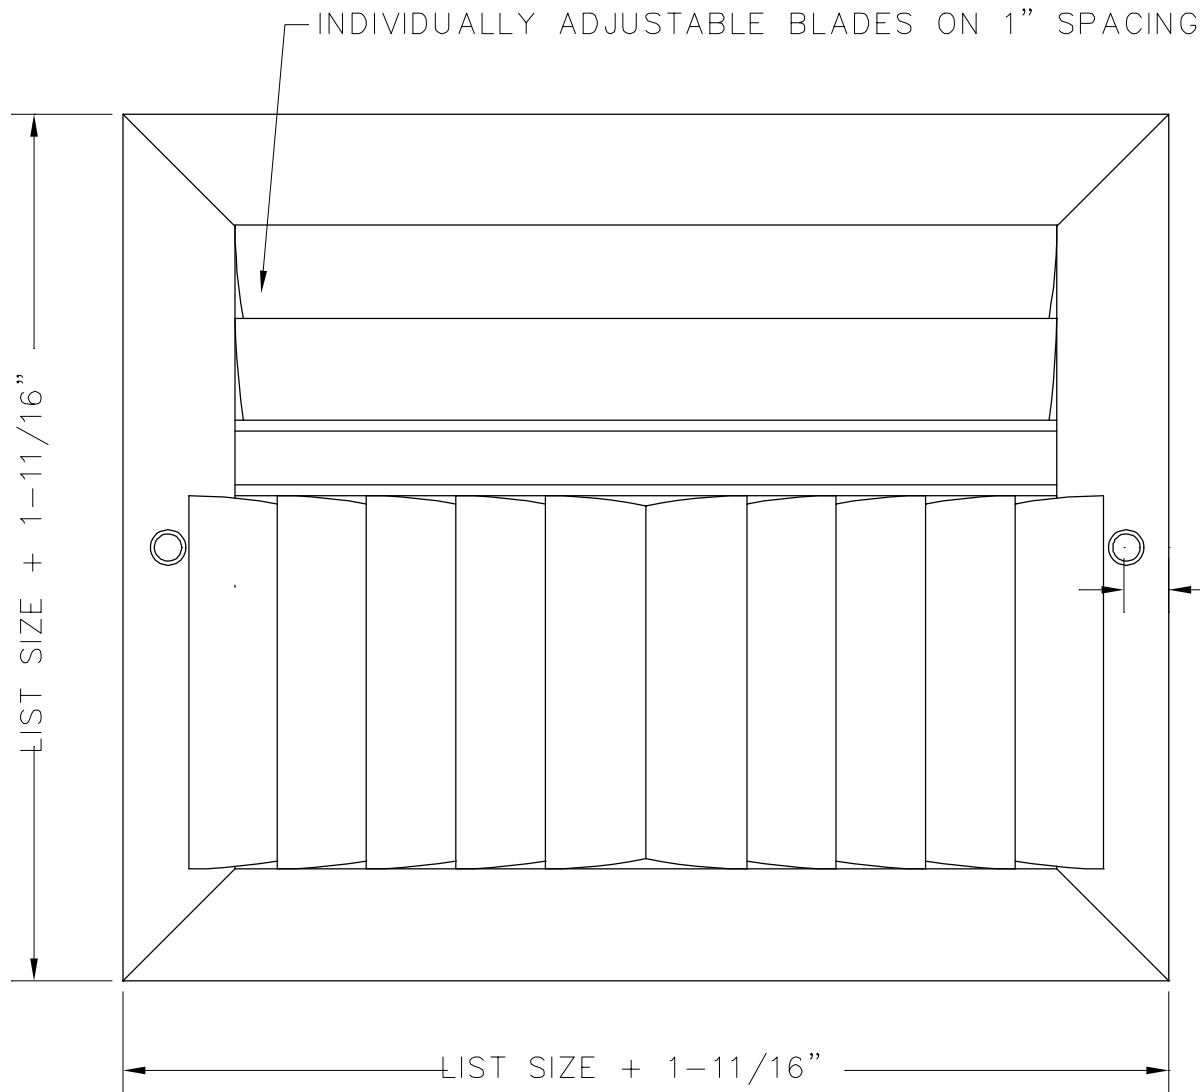 INDIVIDUALLY ADJUSTABLE BLADES ON 1” SPACING
LIST SIZE + 1–11/16”
LIST SIZE + 1–11/16”